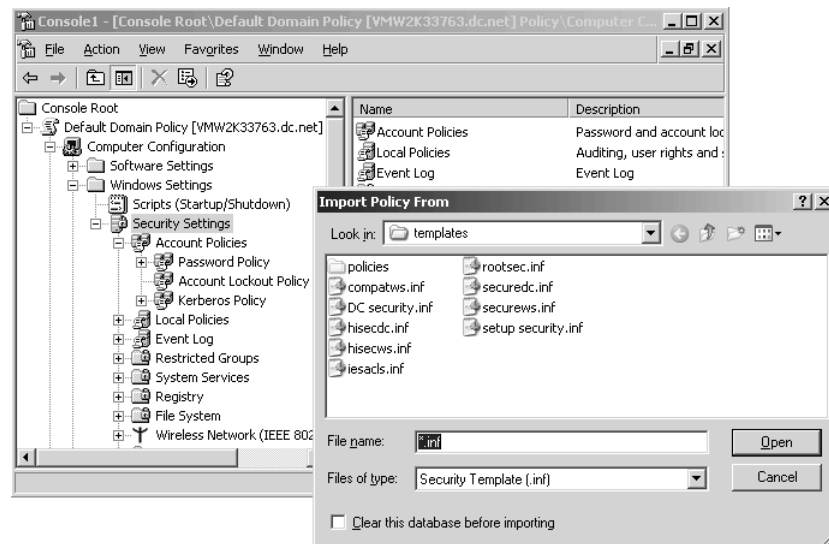 Console1 - [Console Root\Default Domain Policy [VMW2K33763.dc.net] Policy\Computer C...
File Action View Favorites Window Help
Console Root
Default Domain Policy [VMW2K33763.dc.net]
Computer Configuration
Software Settings
Windows Settings
Scripts (Startup/Shutdown)
Security Settings
Account Policies
Password Policy
Account Lockout Policy
Kerberos Policy
Local Policies
Event Log
Restricted Groups
System Services
Registry
File System
Wireless Network (IEEE 802
Name Description
Account Policies Password and account loc
Local Policies Auditing, user rights and
Event Log Event Log
Import Policy From
Look in: templates
policies
compatws.inf
DC security.inf
hisecdc.inf
hisecws.inf
iesacls.inf
rootsec.inf
securedc.inf
securews.inf
setup security.inf
File name: *.inf Open
Files of type: Security Template (.inf) Cancel
Clear this database before importing